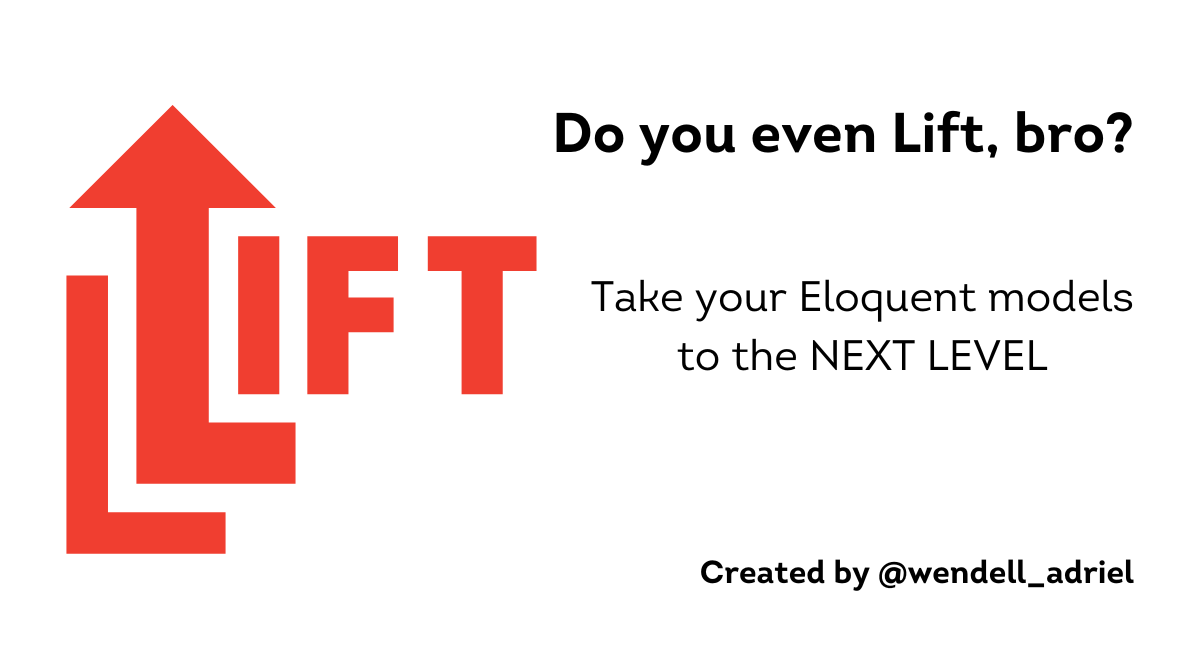 LIFT
Do you even Lift, bro?
Take your Eloquent models
to the NEXT LEVEL
Created by @wendell_adriel